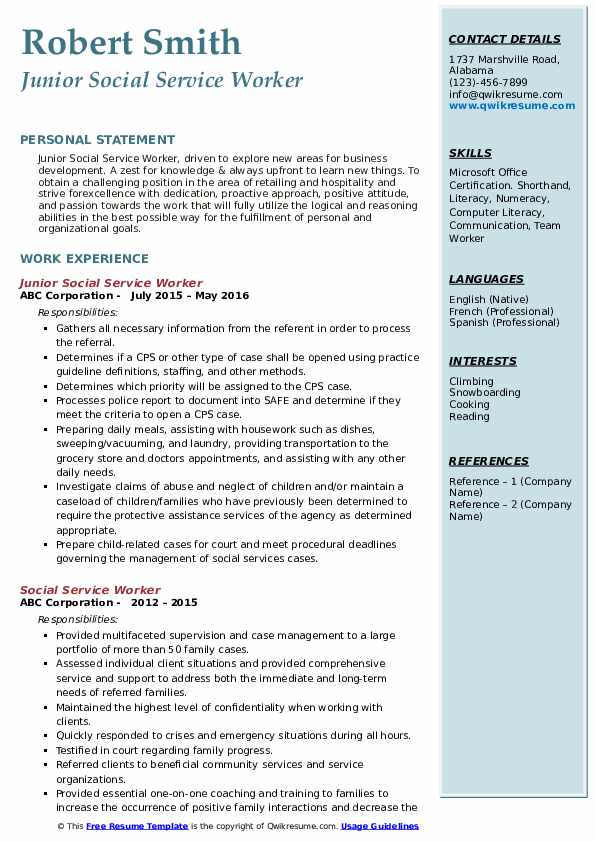 Robert Smith
Junior Social Service Worker
PERSONAL STATEMENT
Junior Social Service Worker, driven to explore new areas for business
development. A zest for knowledge & always upfront to learn new things. To
obtain a challenging position in the area of retailing and hospitality and
strive forexcellence with dedication, proactive approach, positive attitude,
and passion towards the work that will fully utilize the logical and reasoning
abilities in the best possible way for the fulfillment of personal and
organizational goals.
WORK EXPERIENCE
Junior Social Service Worker
ABC Corporation - July 2015 – May 2016
Responsibilities:
▪ Gathers all necessary information from the referent in order to process
the referral.
▪ Determines if a CPS or other type of case shall be opened using practice
guideline definitions, staffing, and other methods.
▪ Determines which priority will be assigned to the CPS case.
▪ Processes police report to document into SAFE and determine if they
meet the criteria to open a CPS case.
▪ Preparing daily meals, assisting with housework such as dishes,
sweeping/vacuuming, and laundry, providing transportation to the
grocery store and doctors appointments, and assisting with any other
daily needs.
▪ Investigate claims of abuse and neglect of children and/or maintain a
caseload of children/families who have previously been determined to
require the protective assistance services of the agency as determined
appropriate.
▪ Prepare child-related cases for court and meet procedural deadlines
governing the management of social services cases.
Social Service Worker
ABC Corporation - 2012 – 2015
Responsibilities:
▪ Provided multifaceted supervision and case management to a large
portfolio of more than 50 family cases.
▪ Assessed individual client situations and provided comprehensive
service and support to address both the immediate and long-term
needs of referred families.
▪ Maintained the highest level of confidentiality when working with
clients.
▪ Quickly responded to crises and emergency situations during all hours.
▪ Testified in court regarding family progress.
▪ Referred clients to beneficial community services and service
organizations.
▪ Provided essential one-on-one coaching and training to families to
increase the occurrence of positive family interactions and decrease the
CONTACT DETAILS
1737 Marshville Road,
Alabama
(123)-456-7899
info@qwikresume.com
www.qwikresume.com
SKILLS
Microsoft Office
Certification. Shorthand,
Literacy, Numeracy,
Computer Literacy,
Communication, Team
Worker
LANGUAGES
English (Native)
French (Professional)
Spanish (Professional)
INTERESTS
Climbing
Snowboarding
Cooking
Reading
REFERENCES
Reference – 1 (Company
Name)
Reference – 2 (Company
Name)
© This Free Resume Template is the copyright of Qwikresume.com. Usage Guidelines